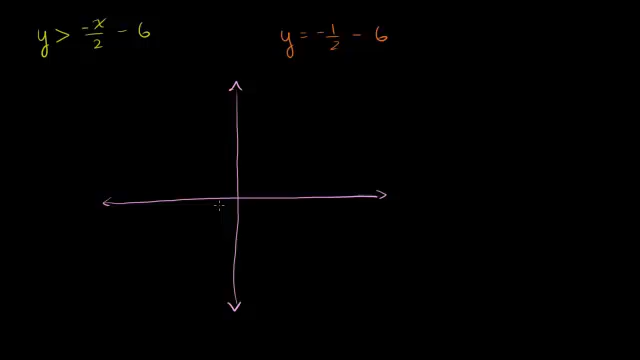 y > -x/2 - 6
y = -1/2 - 6